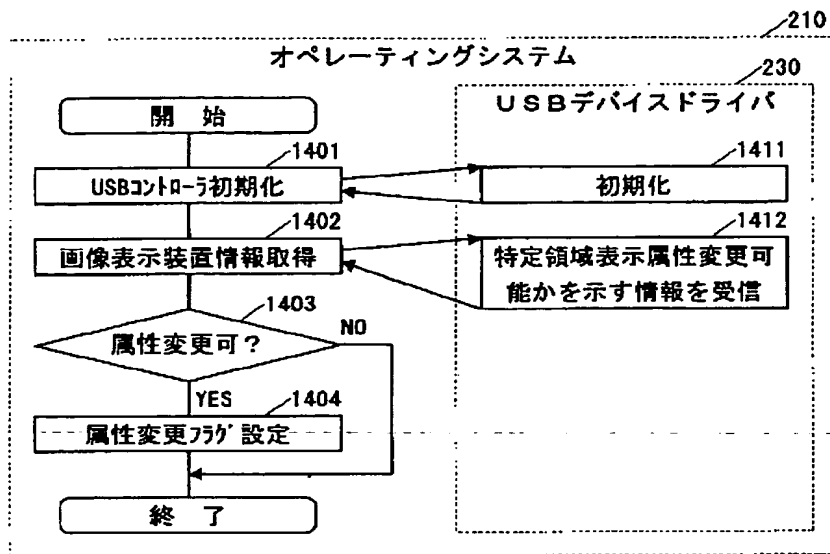 210
オペレーティングシステム
230
USBデバイスドライバ
開 始
1401
USBコントローラ初期化
1411
初期化
1402
画像表示装置情報取得
1412
特定領域表示属性変更可
能かを示す情報を受信
1403
属性変更可?
NO
YES
1404
属性変更フラグ設定
終 了